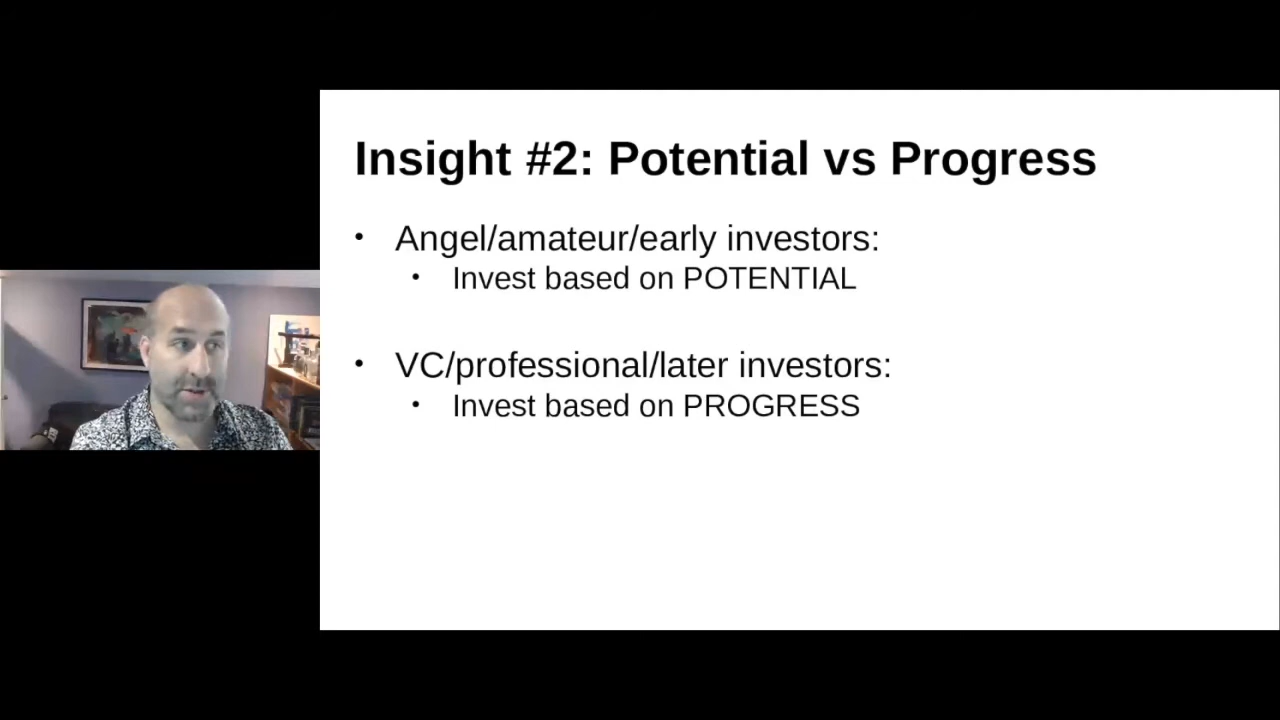 Insight #2: Potential vs Progress
• Angel/amateur/early investors:
• Invest based on POTENTIAL
• VC/professional/later investors:
• Invest based on PROGRESS